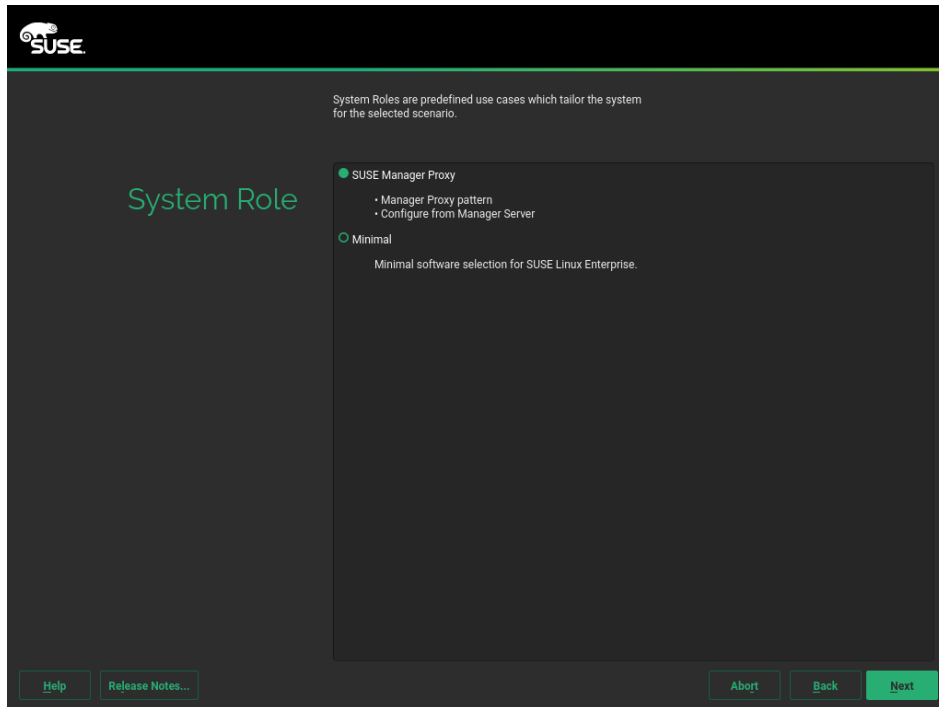 SUSE.
System Roles are predefined use cases which tailor the system
for the selected scenario.
System Role
SUSE Manager Proxy
• Manager Proxy pattern
• Configure from Manager Server
Minimal
Minimal software selection for SUSE Linux Enterprise.
Help
Release Notes...
Abort
Back
Next